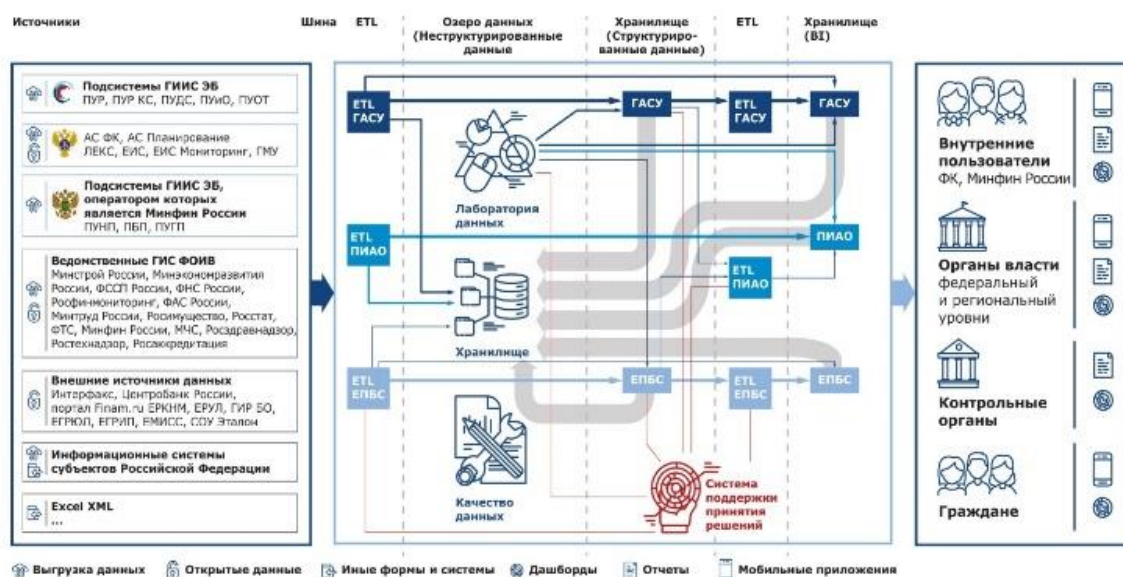 Источники
Шина
ETL
Озеро данных
(Неструктурированные
данные
Хранилище
(Структуриро-
ванные данные)
ETL
Хранилище
(BI)
Подсистемы ГИИС ЭБ
ПУР, ПУР КС, ПУДС, ПУиО, ПУОТ
АС ФК, АС Планирование
ЛЕКС, ЕИС, ЕИС Мониторинг, ГМУ
Подсистемы ГИИС ЭБ,
оператором которых
является Минфин России
ПУНП, ПБП, ПУГП
Ведомственные ГИС ФОИВ
Минстрой России, Минэкономразвития
России, ФССП России, ФНС России,
Росфинмониторинг, ФАС России,
Минтруд России, Росимущество, Росстат,
ФТС, Минфин России, МЧС, Росздравнадзор,
Ростехнадзор, Росаккредитация
Внешние источники данных
Интерфакс, Центробанк России,
портал Finam.ru ЕРКНМ, ЕРУЛ, ГИР БО,
ЕГРЮЛ, ЕГРИП, ЕМИСС, СОУ Эталон
Информационные системы
субъектов Российской Федерации
Excel XML
...
ETL
ГАСУ
ГАСУ
ETL
ГАСУ
ГАСУ
Лаборатория
данных
ETL
ПИАО
ПИАО
ETL
ПИАО
Хранилище
ETL
ЕПБС
ЕПБС
ETL
ЕПБС
ЕПБС
Качество
данных
Система
поддержки
принятия
решений
Внутренние
пользователи
ФК, Минфин России
Органы власти
федеральный
и региональный
уровни
Контрольные
органы
Граждане
Выгрузка данных
Открытые данные
Иные формы и системы
Дашборды
Отчеты
Мобильные приложения